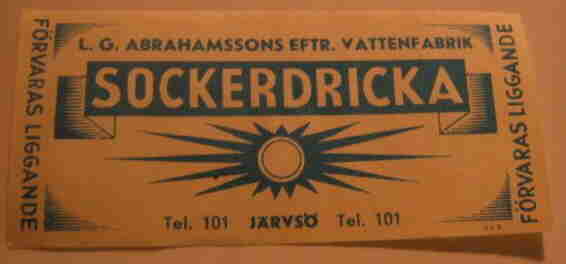 FÖRVARAS LIGGANDE
L. G. ABRAHAMSSONS EFTR. VATTENFABRIK
SOCKERDRICKA
Tel. 101 JÄRVSÖ Tel. 101
FÖRVARAS LIGGANDE